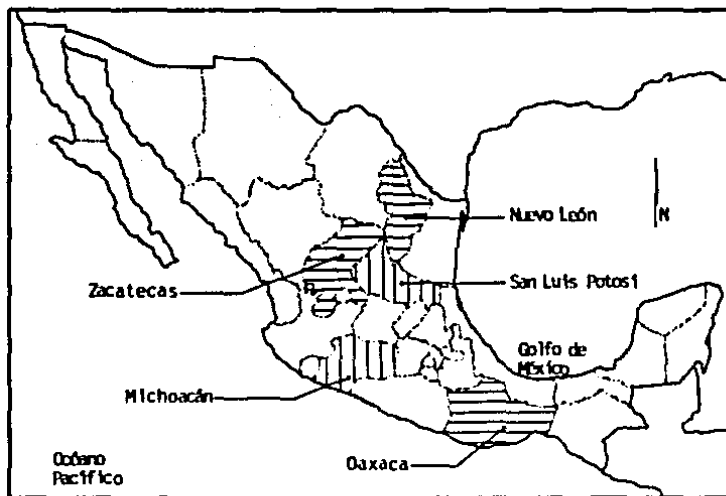 Nuevo León
N
San Luis Potosí
Zacatecas
Golfo de
México
Michoacán
Oaxaca
Océano
Pacífico